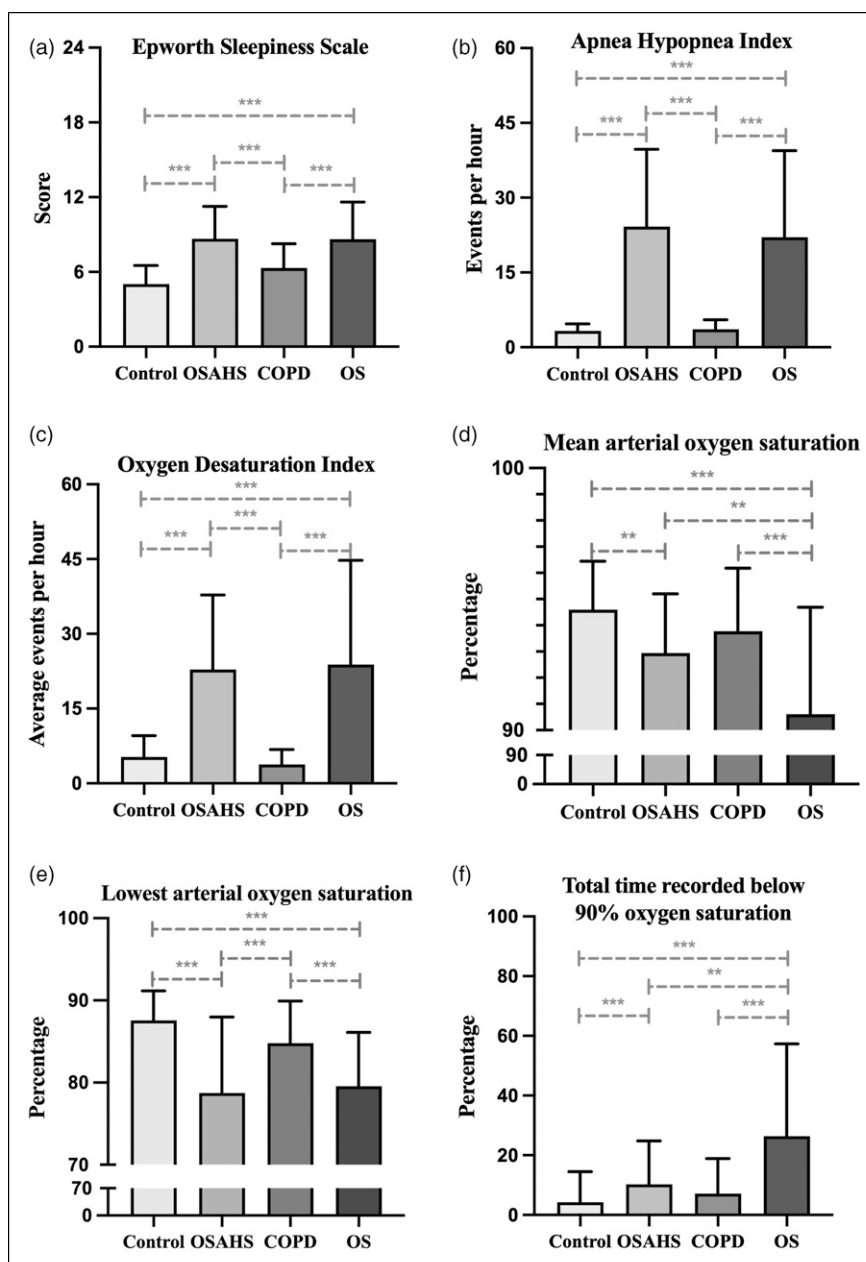 (a)
Epworth Sleepiness Scale
24
18
12
6
0
Score
***
***
***
***
Control OSAHS COPD OS
(b)
Apnea Hypopnea Index
60
45
30
15
0
Events per hour
***
***
***
***
Control OSAHS COPD OS
(c)
Oxygen Desaturation Index
60
45
30
15
0
Average events per hour
***
***
***
***
Control OSAHS COPD OS
(d)
Mean arterial oxygen saturation
100
90
90
0
Percentage
***
**
**
***
Control OSAHS COPD OS
(e)
Lowest arterial oxygen saturation
100
90
80
70
70
0
Percentage
***
***
***
***
Control OSAHS COPD OS
(f)
Total time recorded below
90% oxygen saturation
100
80
60
40
20
0
Percentage
***
**
***
***
Control OSAHS COPD OS